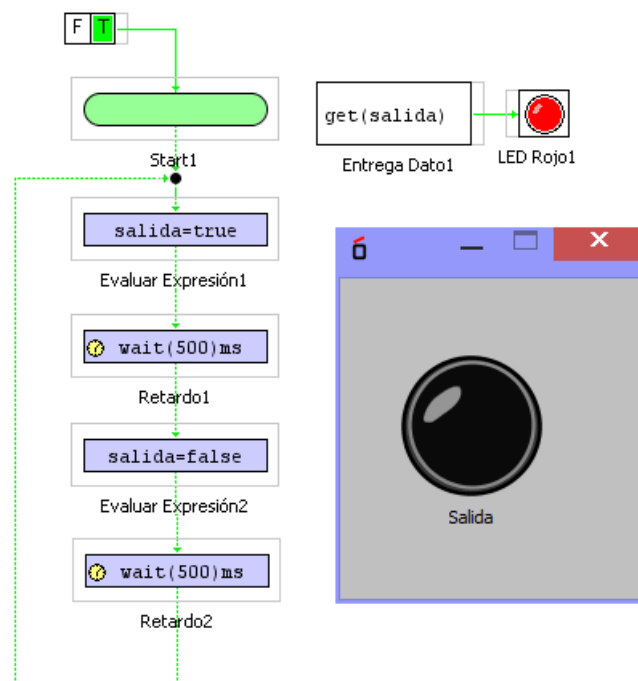 F T
Start1
salida=true
Evaluar Expresión1
wait(500)ms
Retardo1
salida=false
Evaluar Expresión2
wait(500)ms
Retardo2
get(salida)
Entrega Dato1
LED Rojo1
Salida